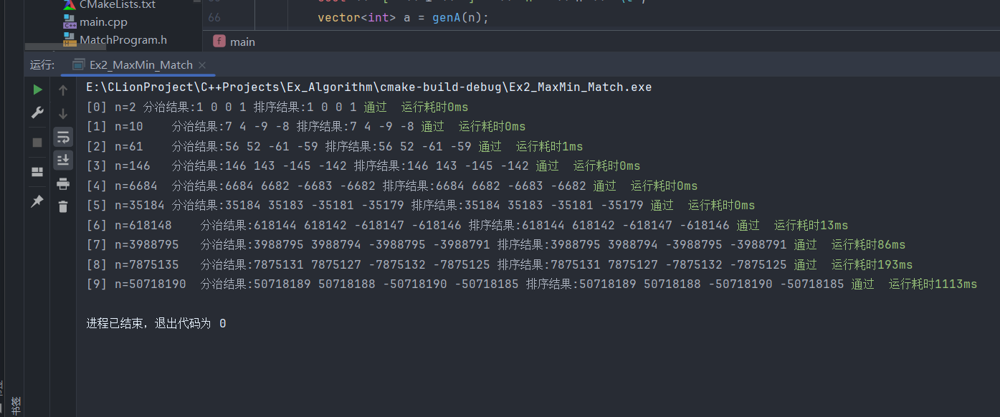 CMakeLists.txt
66
vector<int> a = genA(n);
main.cpp
MatchProgram.h
f main
运行: Ex2_MaxMin_Match ×
E:\CLionProject\C++Projects\Ex_Algorithm\cmake-build-debug\Ex2_MaxMin_Match.exe
[0] n=2 分治结果:1 0 0 1 排序结果:1 0 0 1 通过 运行耗时0ms
[1] n=10 分治结果:7 4 -9 -8 排序结果:7 4 -9 -8 通过 运行耗时0ms
[2] n=61 分治结果:56 52 -61 -59 排序结果:56 52 -61 -59 通过 运行耗时1ms
[3] n=146 分治结果:146 143 -145 -142 排序结果:146 143 -145 -142 通过 运行耗时0ms
[4] n=6684 分治结果:6684 6682 -6683 -6682 排序结果:6684 6682 -6683 -6682 通过 运行耗时0ms
[5] n=35184 分治结果:35184 35183 -35181 -35179 排序结果:35184 35183 -35181 -35179 通过 运行耗时0ms
[6] n=618148 分治结果:618144 618142 -618147 -618146 排序结果:618144 618142 -618147 -618146 通过 运行耗时13ms
[7] n=3988795 分治结果:3988795 3988794 -3988795 -3988791 排序结果:3988795 3988794 -3988795 -3988791 通过 运行耗时86ms
[8] n=7875135 分治结果:7875131 7875127 -7875132 -7875125 排序结果:7875131 7875127 -7875132 -7875125 通过 运行耗时193ms
[9] n=50718190 分治结果:50718189 50718188 -50718190 -50718185 排序结果:50718189 50718188 -50718190 -50718185 通过 运行耗时1113ms
进程已结束，退出代码为 0
书签